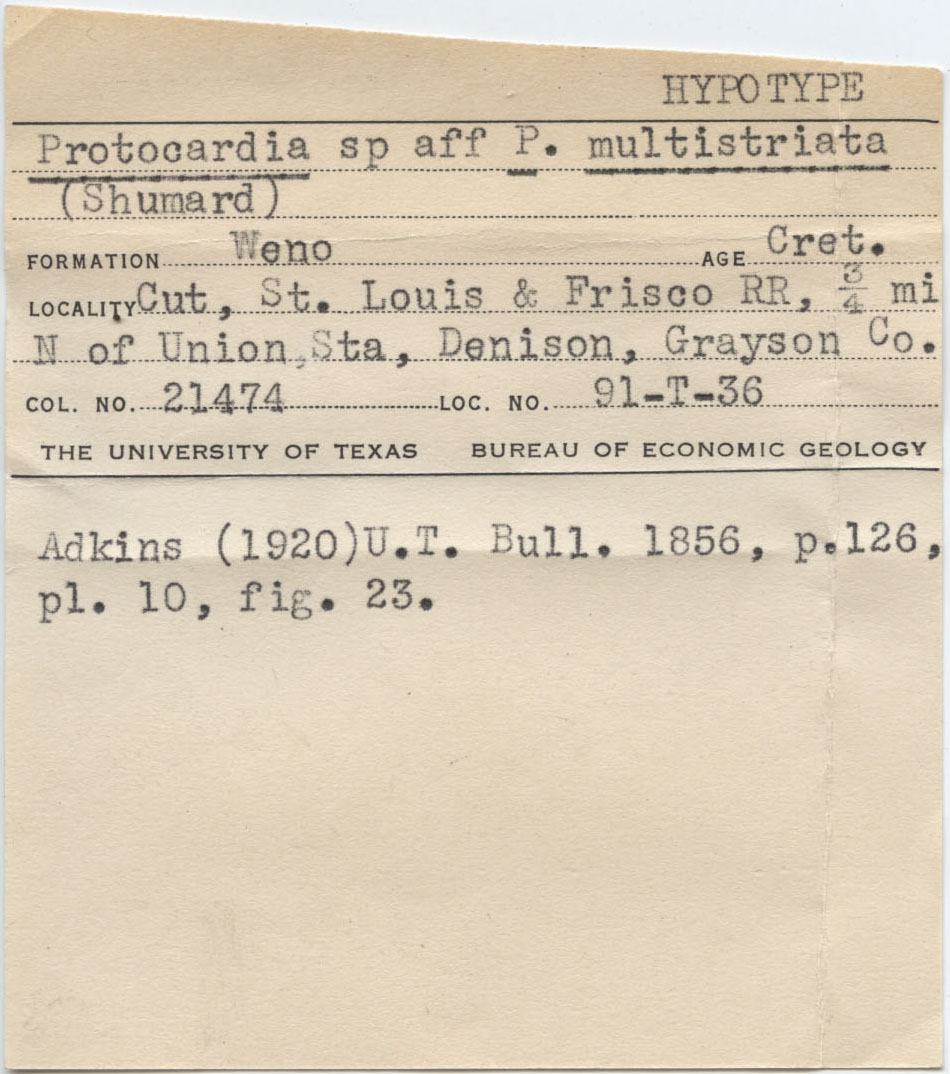 HYPOTYPE
Protocardia sp aff P. multistriata
(Shumard)
FORMATION Weno AGE Cret.
LOCALITY Cut, St. Louis & Frisco RR, 3/4 mi
N of Union Sta, Denison, Grayson Co.
COL. NO. 21474 LOC. NO. 91-T-36
THE UNIVERSITY OF TEXAS BUREAU OF ECONOMIC GEOLOGY
Adkins (1920)U.T. Bull. 1856, p.126,
pl. 10, fig. 23.